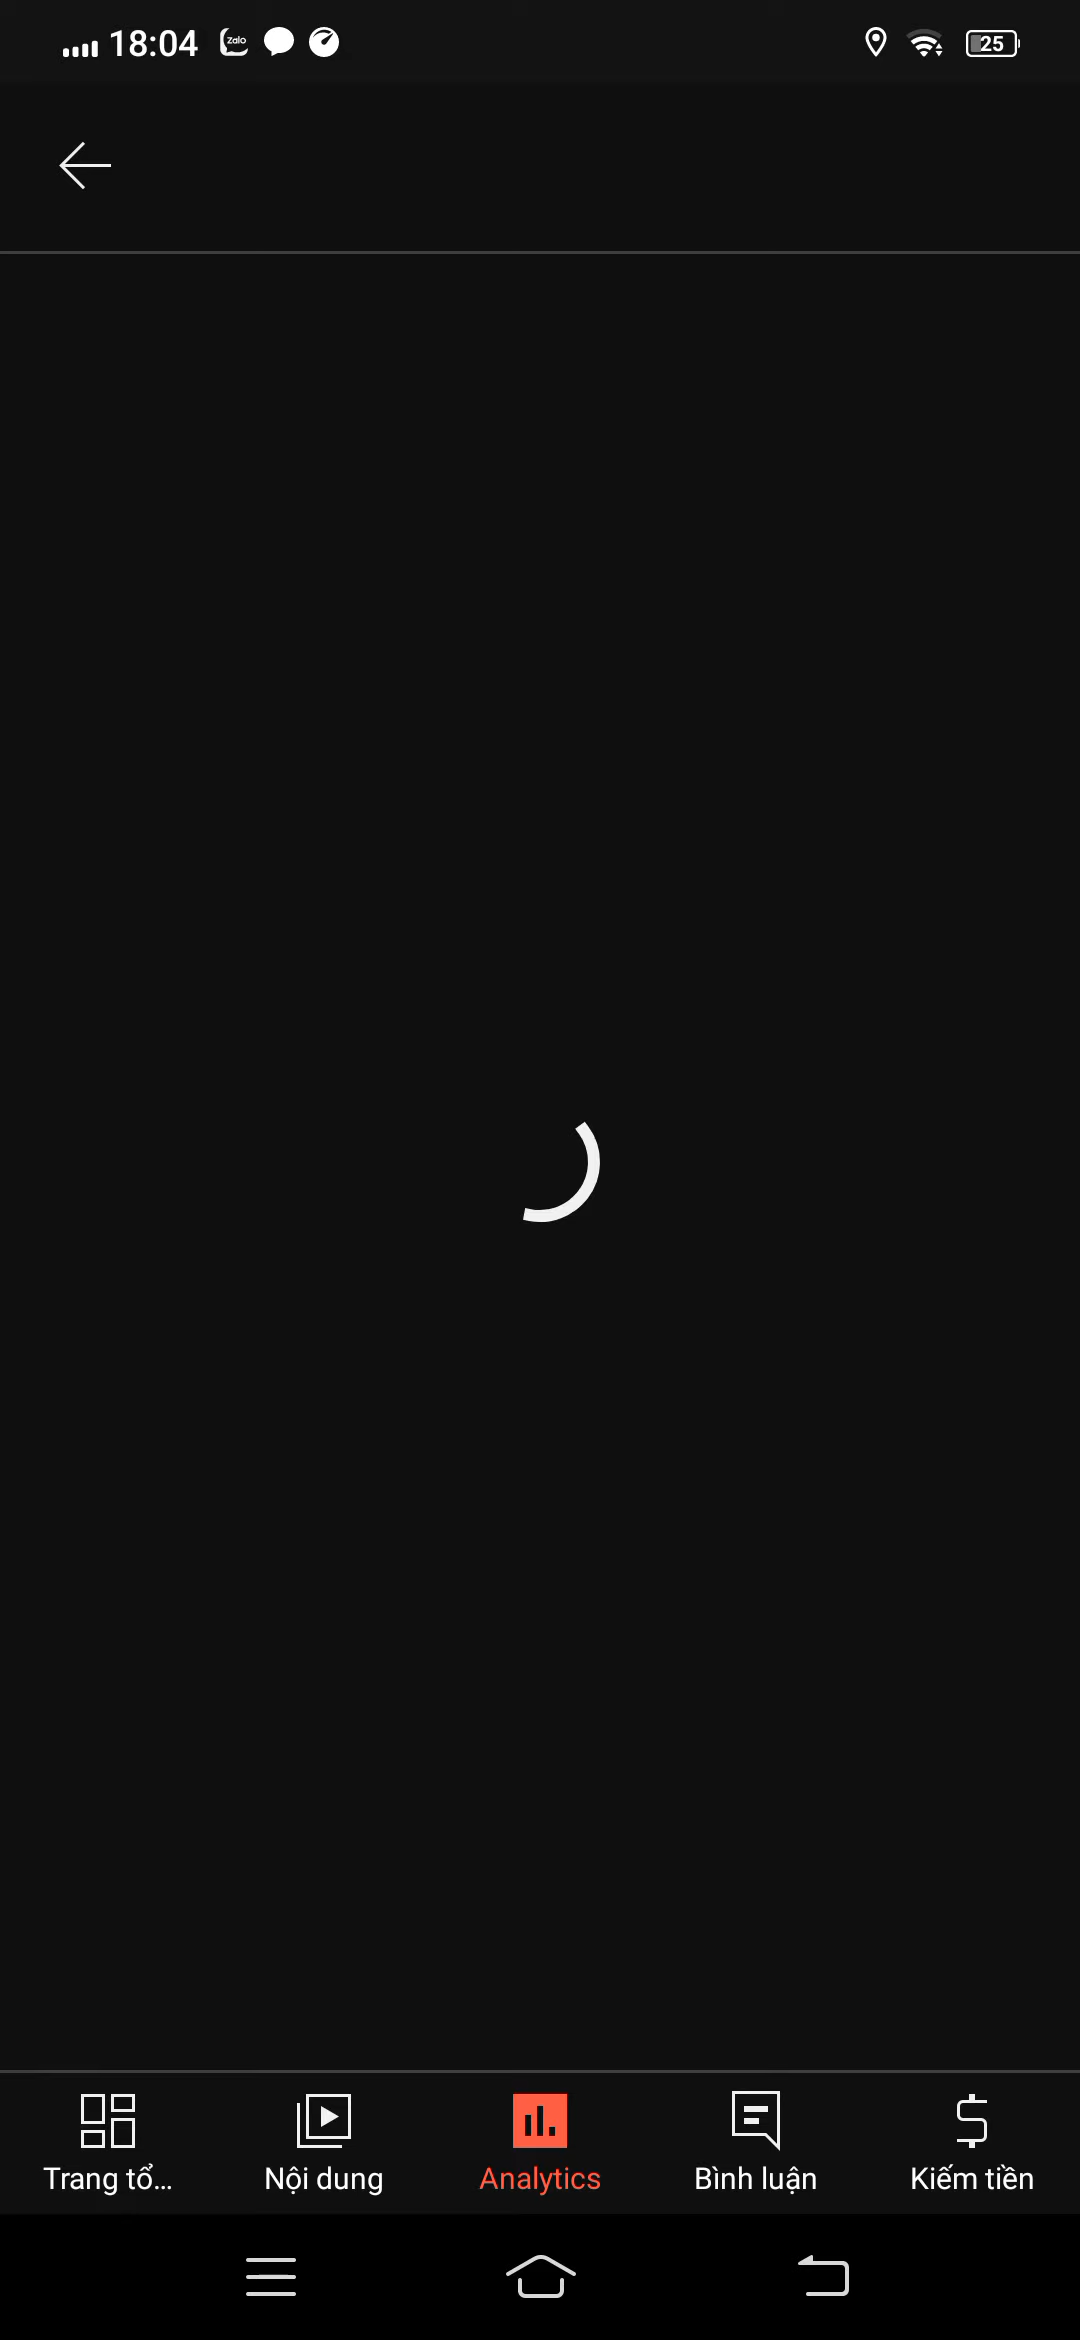 18:04
Zalo
25
Trang tổ...
Nội dung
Analytics
Bình luận
Kiếm tiền